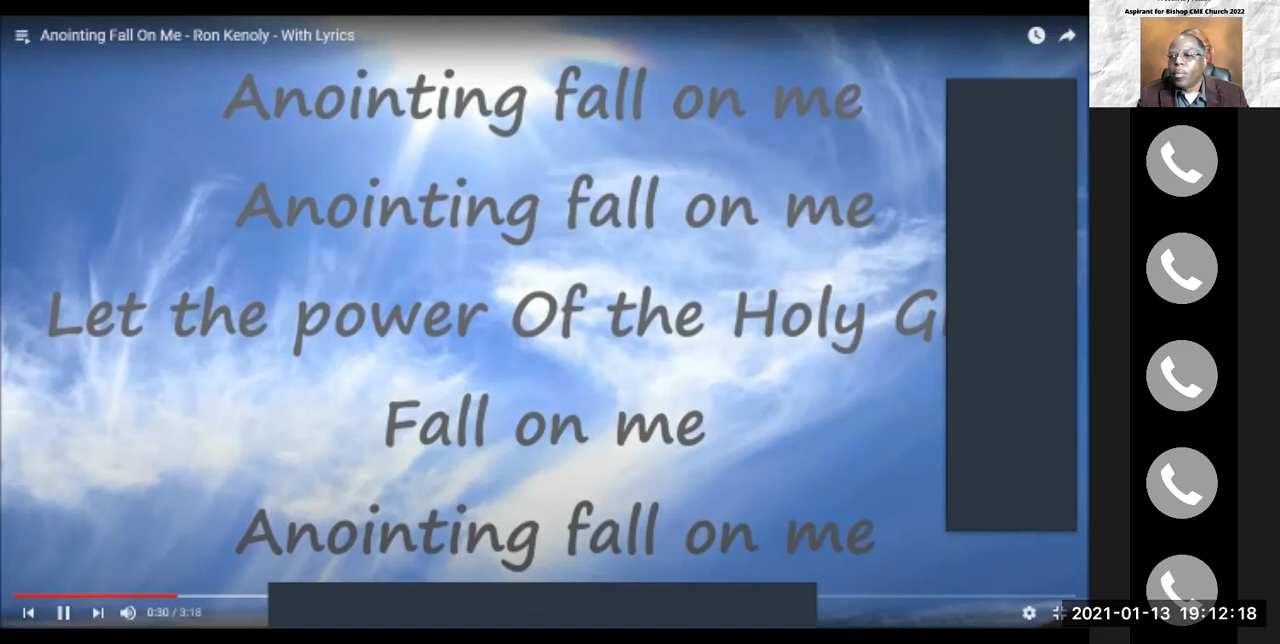 Anointing Fall On Me - Ron Kenoly - With Lyrics
Aspirant for Bishop CME Church 2022
Anointing fall on me
Anointing fall on me
Let the power Of the Holy
Fall on me
Anointing fall on me
0:30 / 3:18
2021-01-13 19:12:18